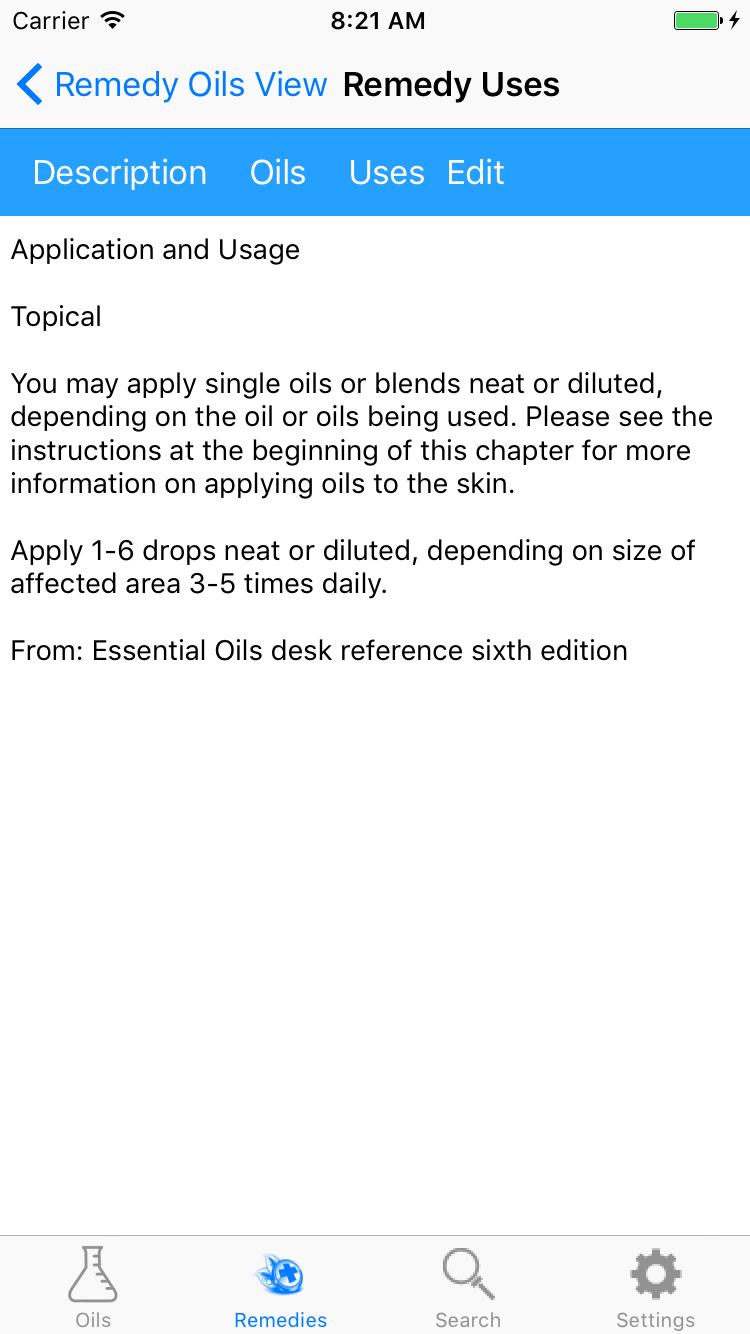 Carrier 8:21 AM
Remedy Oils View Remedy Uses
Description Oils Uses Edit
Application and Usage
Topical
You may apply single oils or blends neat or diluted,
depending on the oil or oils being used. Please see the
instructions at the beginning of this chapter for more
information on applying oils to the skin.
Apply 1-6 drops neat or diluted, depending on size of
affected area 3-5 times daily.
From: Essential Oils desk reference sixth edition
Oils Remedies Search Settings